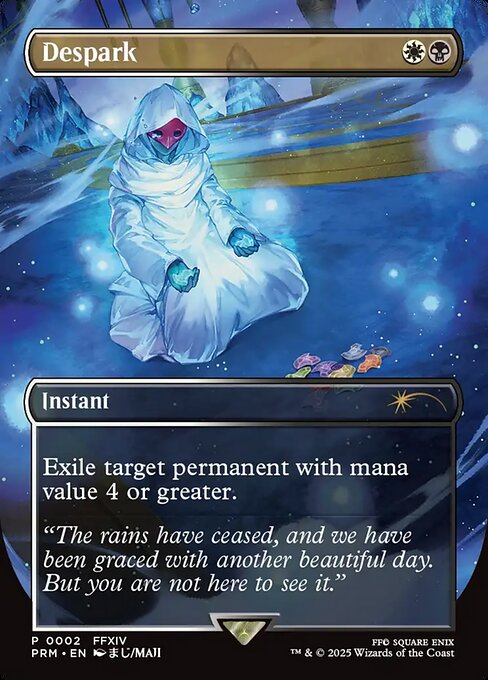 Despark
Instant
Exile target permanent with mana
value 4 or greater.
“The rains have ceased, and we have
been graced with another beautiful day.
But you are not here to see it.”
P 0002 FFXIV
PRM • EN まじ/MAJI
FF© SQUARE ENIX
™ & © 2025 Wizards of the Coast